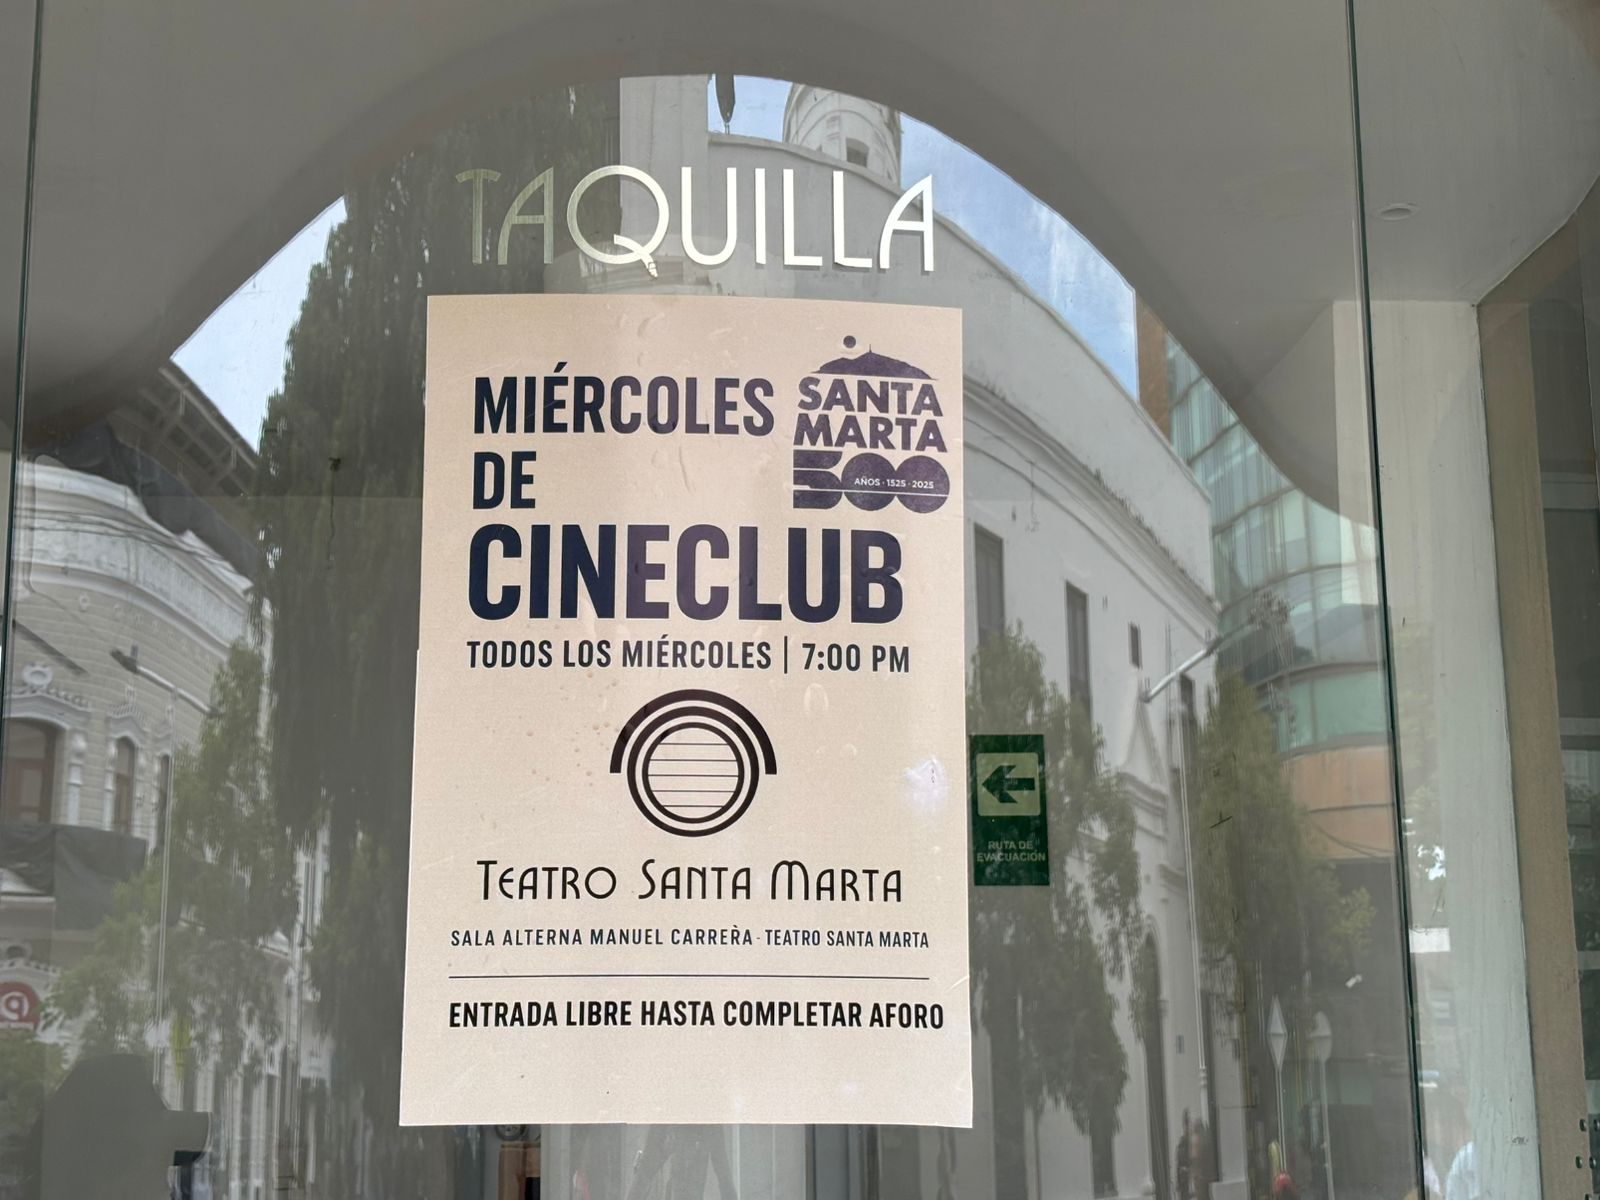 TAQUILLA
MIÉRCOLES
DE
CINECLUB
SANTA
MARTA
500
AÑOS · 1525 · 2025
TODOS LOS MIÉRCOLES | 7:00 PM
TEATRO SANTA MARTA
SALA ALTERNA MANUEL CARRERÀ - TEATRO SANTA MARTA
ENTRADA LIBRE HASTA COMPLETAR AFORO
RUTA DE
EVACUACIÓN